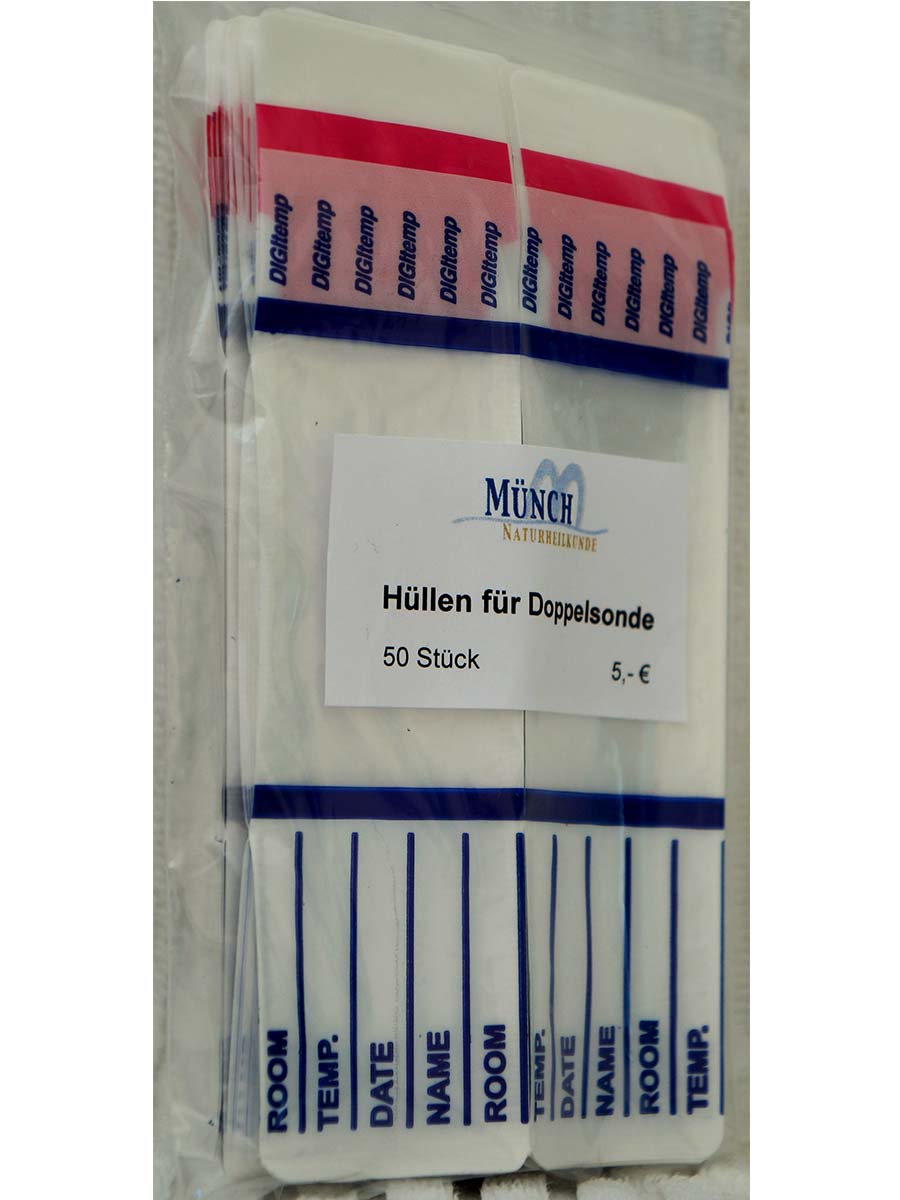 DIGItemp DIGItemp DIGItemp DIGItemp DIGItemp DIGItemp DIGItemp DIGItemp DIGItemp DIGItemp DIGItemp DIGItemp
MÜNCH
NATURHEILKUNDE
Hüllen für Doppelsonde
50 Stück 5,- €
ROOM
TEMP.
DATE
NAME
ROOM
TEMP.
DATE
NAME
ROOM
TEMP.